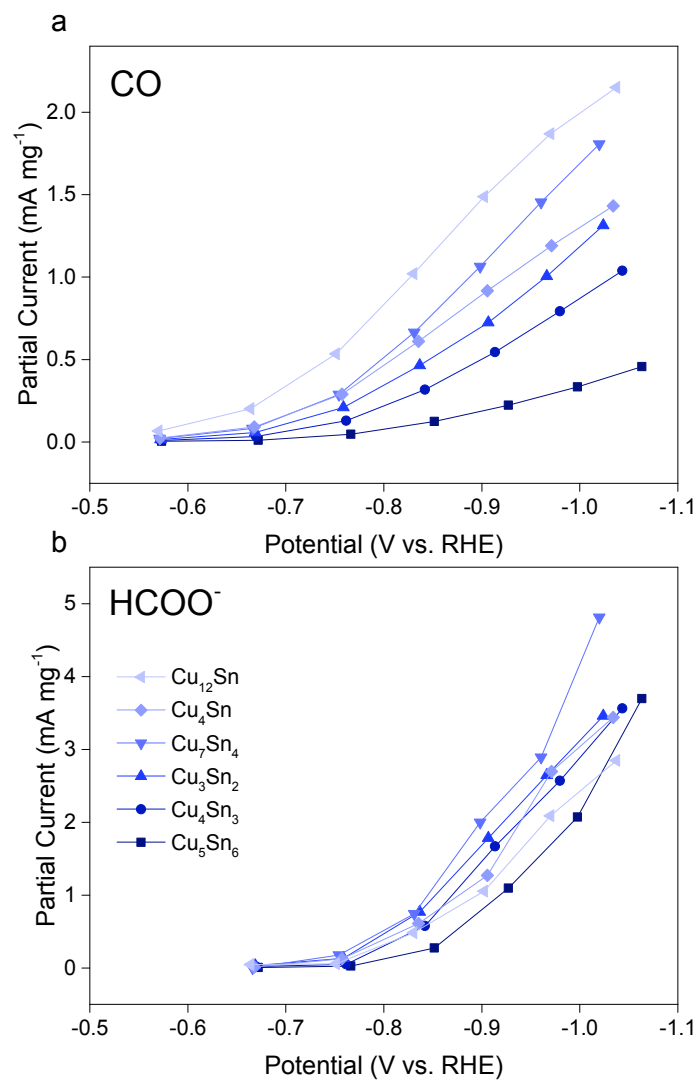 a
CO
2.0
1.5
1.0
0.5
0.0
Partial Current (mA mg⁻¹)
-0.5 -0.6 -0.7 -0.8 -0.9 -1.0 -1.1
Potential (V vs. RHE)
b
HCOO⁻
5
4
3
2
1
0
Partial Current (mA mg⁻¹)
Cu₁₂Sn
Cu₄Sn
Cu₇Sn₄
Cu₃Sn₂
Cu₄Sn₃
Cu₅Sn₆
-0.5 -0.6 -0.7 -0.8 -0.9 -1.0 -1.1
Potential (V vs. RHE)